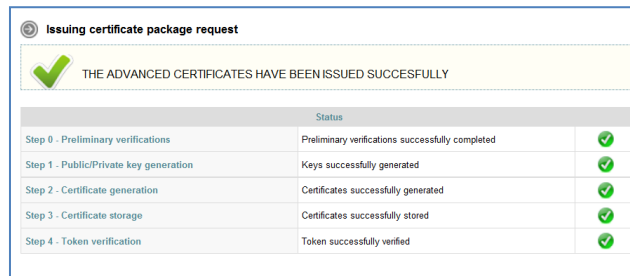 Issuing certificate package request
THE ADVANCED CERTIFICATES HAVE BEEN ISSUED SUCCESFULLY
Status
Step 0 - Preliminary verifications Preliminary verifications successfully completed
Step 1 - Public/Private key generation Keys successfully generated
Step 2 - Certificate generation Certificates successfully generated
Step 3 - Certificate storage Certificates successfully stored
Step 4 - Token verification Token successfully verified